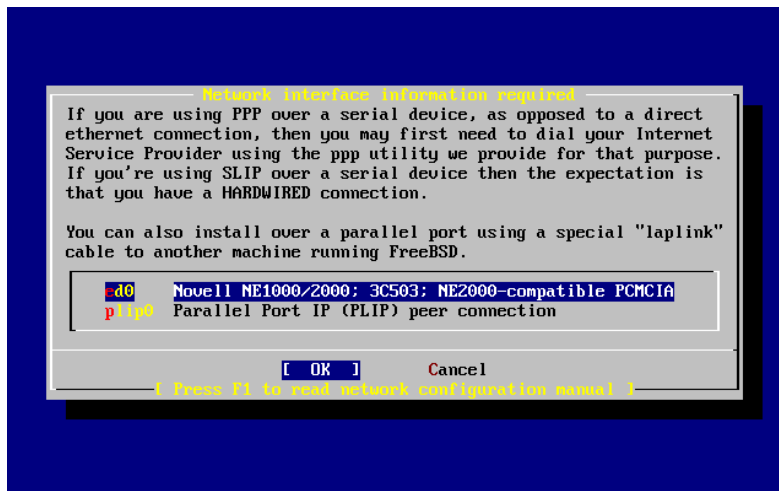 Network interface information required
If you are using PPP over a serial device, as opposed to a direct
ethernet connection, then you may first need to dial your Internet
Service Provider using the ppp utility we provide for that purpose.
If you're using SLIP over a serial device then the expectation is
that you have a HARDWIRED connection.
You can also install over a parallel port using a special "laplink"
cable to another machine running FreeBSD.
ed0 Novell NE1000/2000; 3C503; NE2000-compatible PCMCIA
plip0 Parallel Port IP (PLIP) peer connection
[ OK ] Cancel
[ Press F1 to read network configuration manual ]